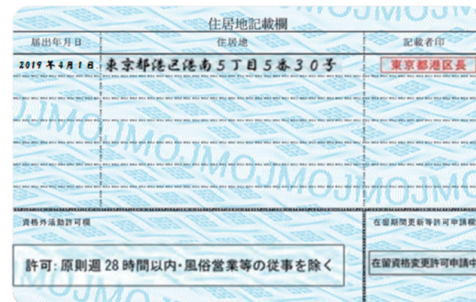 住居地記載欄
届出年月日 住居地 記載者印
2019年4月1日 東京都港区港南5丁目5番30号 東京都港区長
資格外活動許可欄 在留期間更新等許可申請欄
許可：原則週28時間以内・風俗営業等の従事を除く 在留資格変更許可申請中
MOJMOJMOJMOJMOJMO